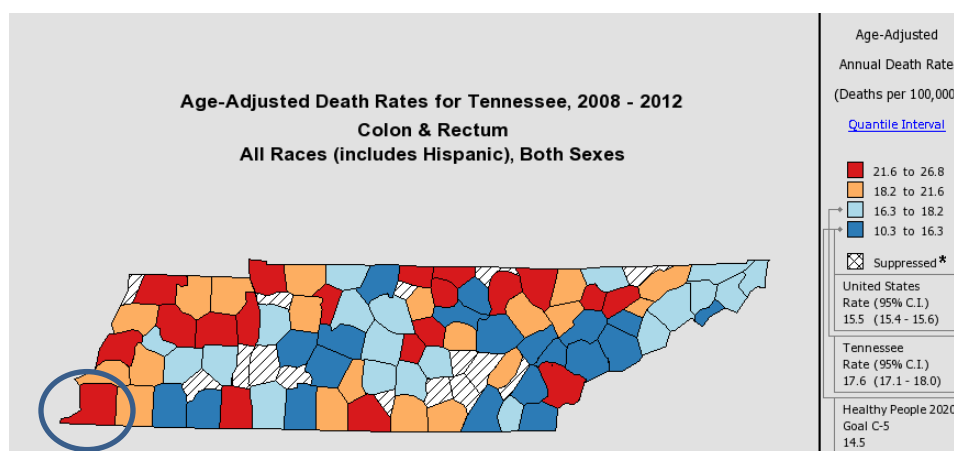 Age-Adjusted Death Rates for Tennessee, 2008 - 2012
Colon & Rectum
All Races (includes Hispanic), Both Sexes
Age-Adjusted
Annual Death Rate
(Deaths per 100,000
Quantile Interval
21.6 to 26.8
18.2 to 21.6
16.3 to 18.2
10.3 to 16.3
Suppressed*
United States
Rate (95% C.I.)
15.5 (15.4 - 15.6)
Tennessee
Rate (95% C.I.)
17.6 (17.1 - 18.0)
Healthy People 2020
Goal C-5
14.5